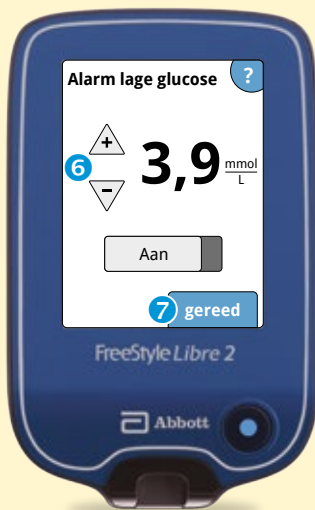 Alarm lage glucose ?
+
6 3,9 mmol
L
−
Aan
7 gereed
FreeStyle Libre 2
Abbott